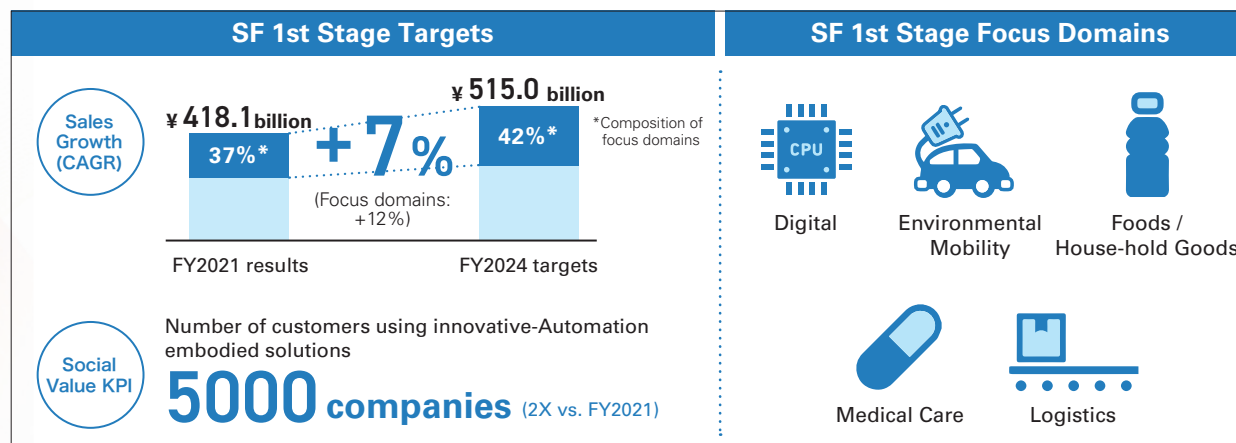 SF 1st Stage Targets
Sales
Growth
(CAGR)
¥ 418.1 billion
37%*
+7%
(Focus domains:
+12%)
¥ 515.0 billion
42%*
*Composition of
focus domains
FY2021 results
FY2024 targets
Social
Value KPI
Number of customers using innovative-Automation
embodied solutions
5000 companies (2X vs. FY2021)
SF 1st Stage Focus Domains
CPU
Digital
Environmental
Mobility
Foods /
House-hold Goods
Medical Care
Logistics